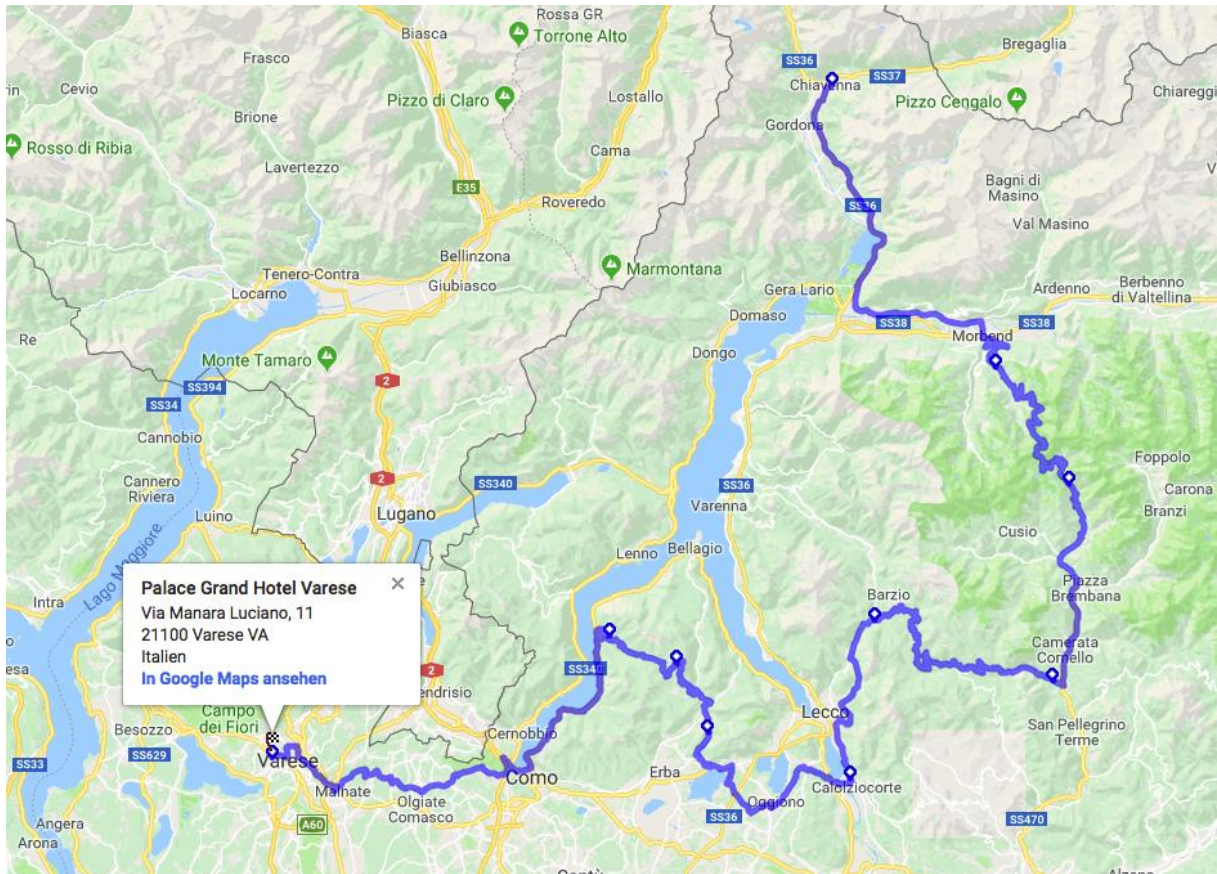 Rossa GR
Torrone Alto
Biasca
Frasco
Cevio
Pizzo di Claro
Lostallo
Brione
Rosso di Ribia
Lavertezzo
Cama
E35
Roveredo
Bellinzona
Giubiasco
Marmontana
Tenero-Contra
Locarno
Re
Monte Tamaro
2
SS394
SS34
Cannobio
Cannero
Riviera
Luino
2
Lugano
SS340
Lago Maggiore
Intra
SS36
SS37
Bregaglia
Chiavenna
Pizzo Cengalo
Chiareggi
Gordona
Bagni di
Masino
Val Masino
SS36
Gera Lario
Domaso
Dongo
Ardenno
Berbenno
di Valtellina
SS38
SS38
Morbend
SS36
Varenna
Foppolo
Carona
Branzi
Cusio
Lenno
Bellagio
Barzio
Piazza
Brembana
Camerata
Cornello
SS340
Lecco
San Pellegrino
Terme
Palace Grand Hotel Varese
Via Manara Luciano, 11
21100 Varese VA
Italien
In Google Maps ansehen
2
endrisio
Besozzo
Campo
dei Fiori
SS629
SS33
Varese
Malnate
Olgiate
Comasco
Cernobbio
Como
Erba
SS36
Oggiono
Calolziocorte
SS470
A60
Angera
Arona